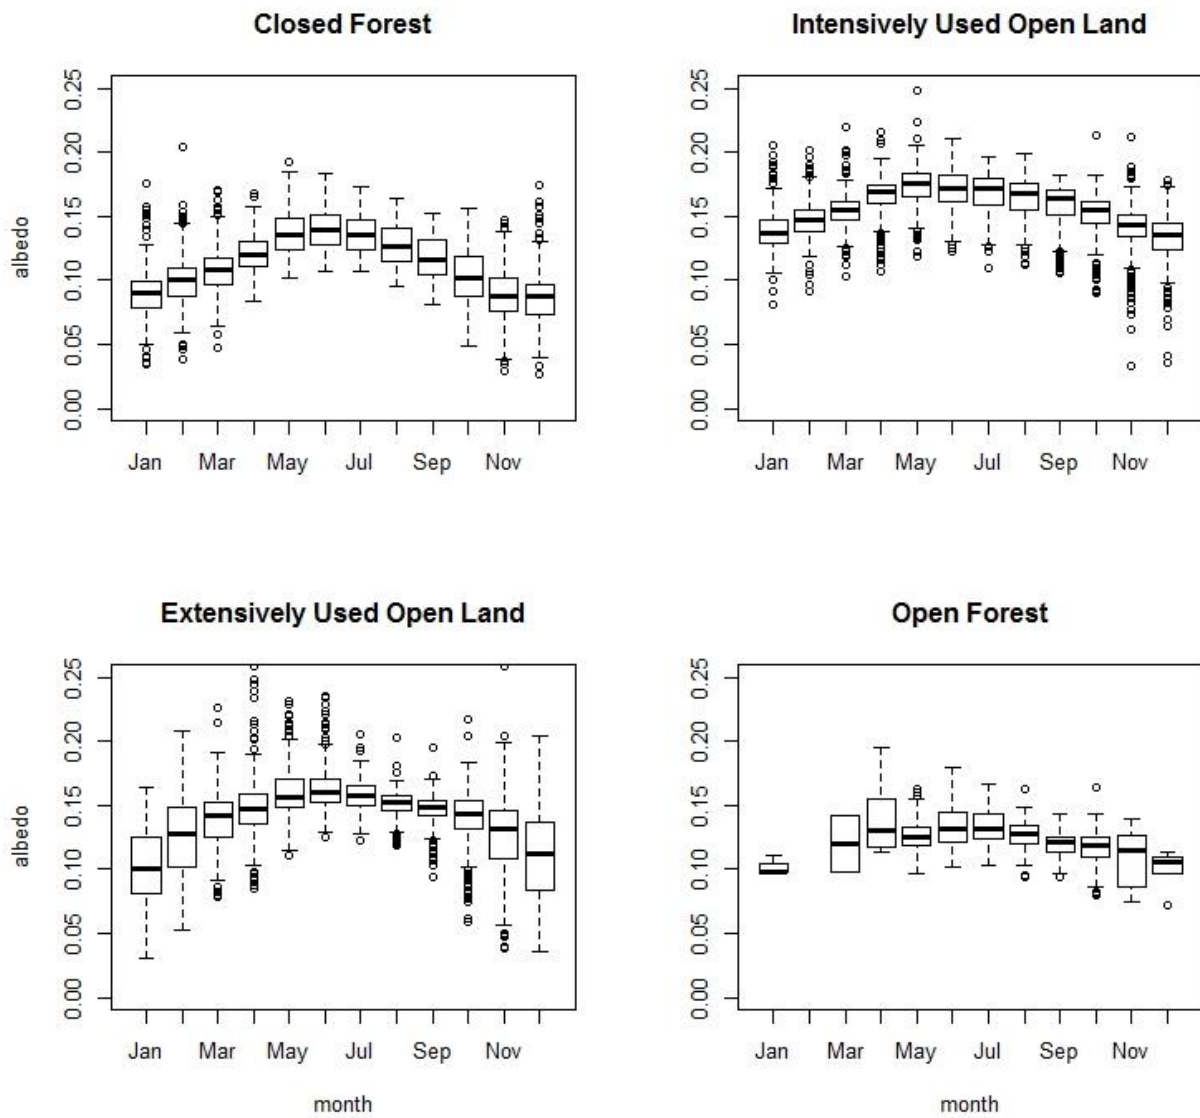 Closed Forest
Intensively Used Open Land
albedo
0.00 0.05 0.10 0.15 0.20 0.25
0.00 0.05 0.10 0.15 0.20 0.25
Jan Mar May Jul Sep Nov
Jan Mar May Jul Sep Nov
Extensively Used Open Land
Open Forest
albedo
0.00 0.05 0.10 0.15 0.20 0.25
0.00 0.05 0.10 0.15 0.20 0.25
Jan Mar May Jul Sep Nov
Jan Mar May Jul Sep Nov
month
month